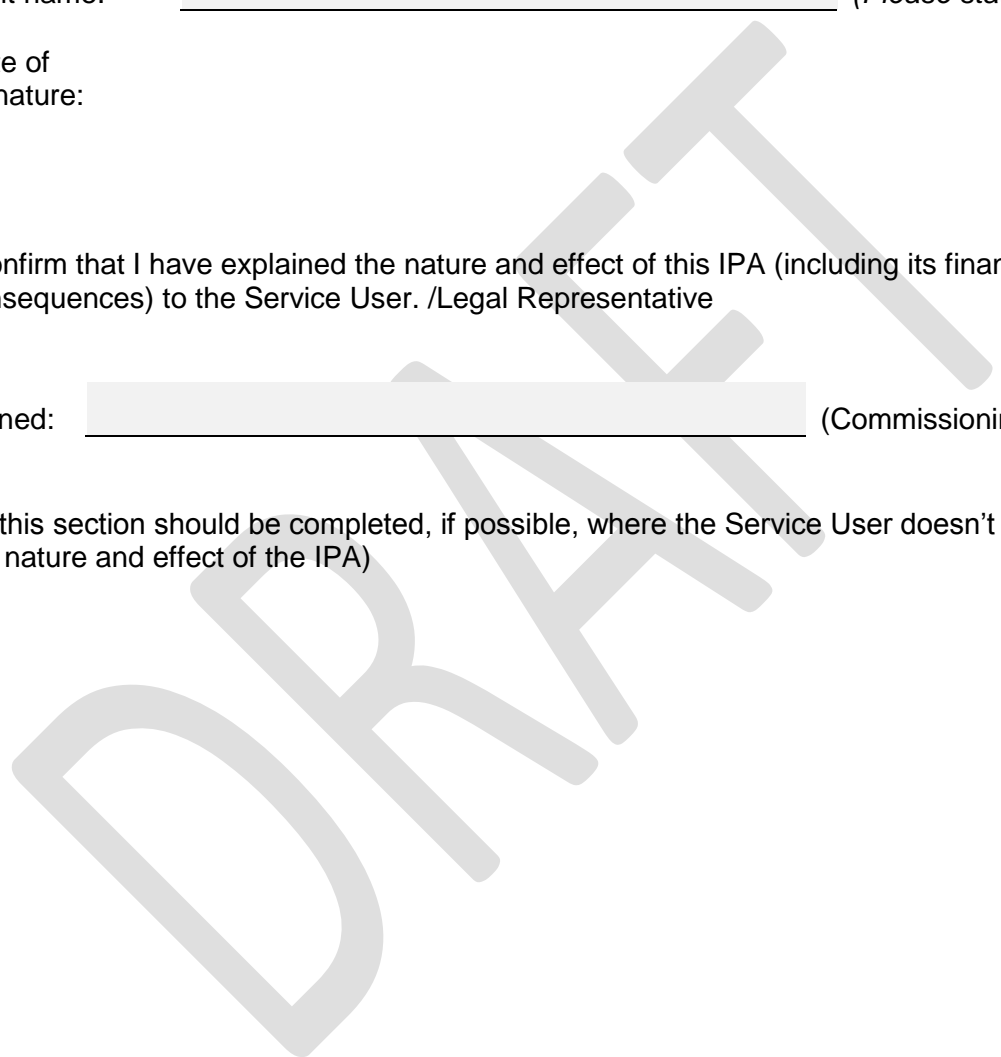 t name:
(Please sta
e of
nature:
onfirm that I have explained the nature and effect of this IPA (including its finan
nsequences) to the Service User. /Legal Representative
ned:
(Commissionin
this section should be completed, if possible, where the Service User doesn’t
nature and effect of the IPA)
DRAFT